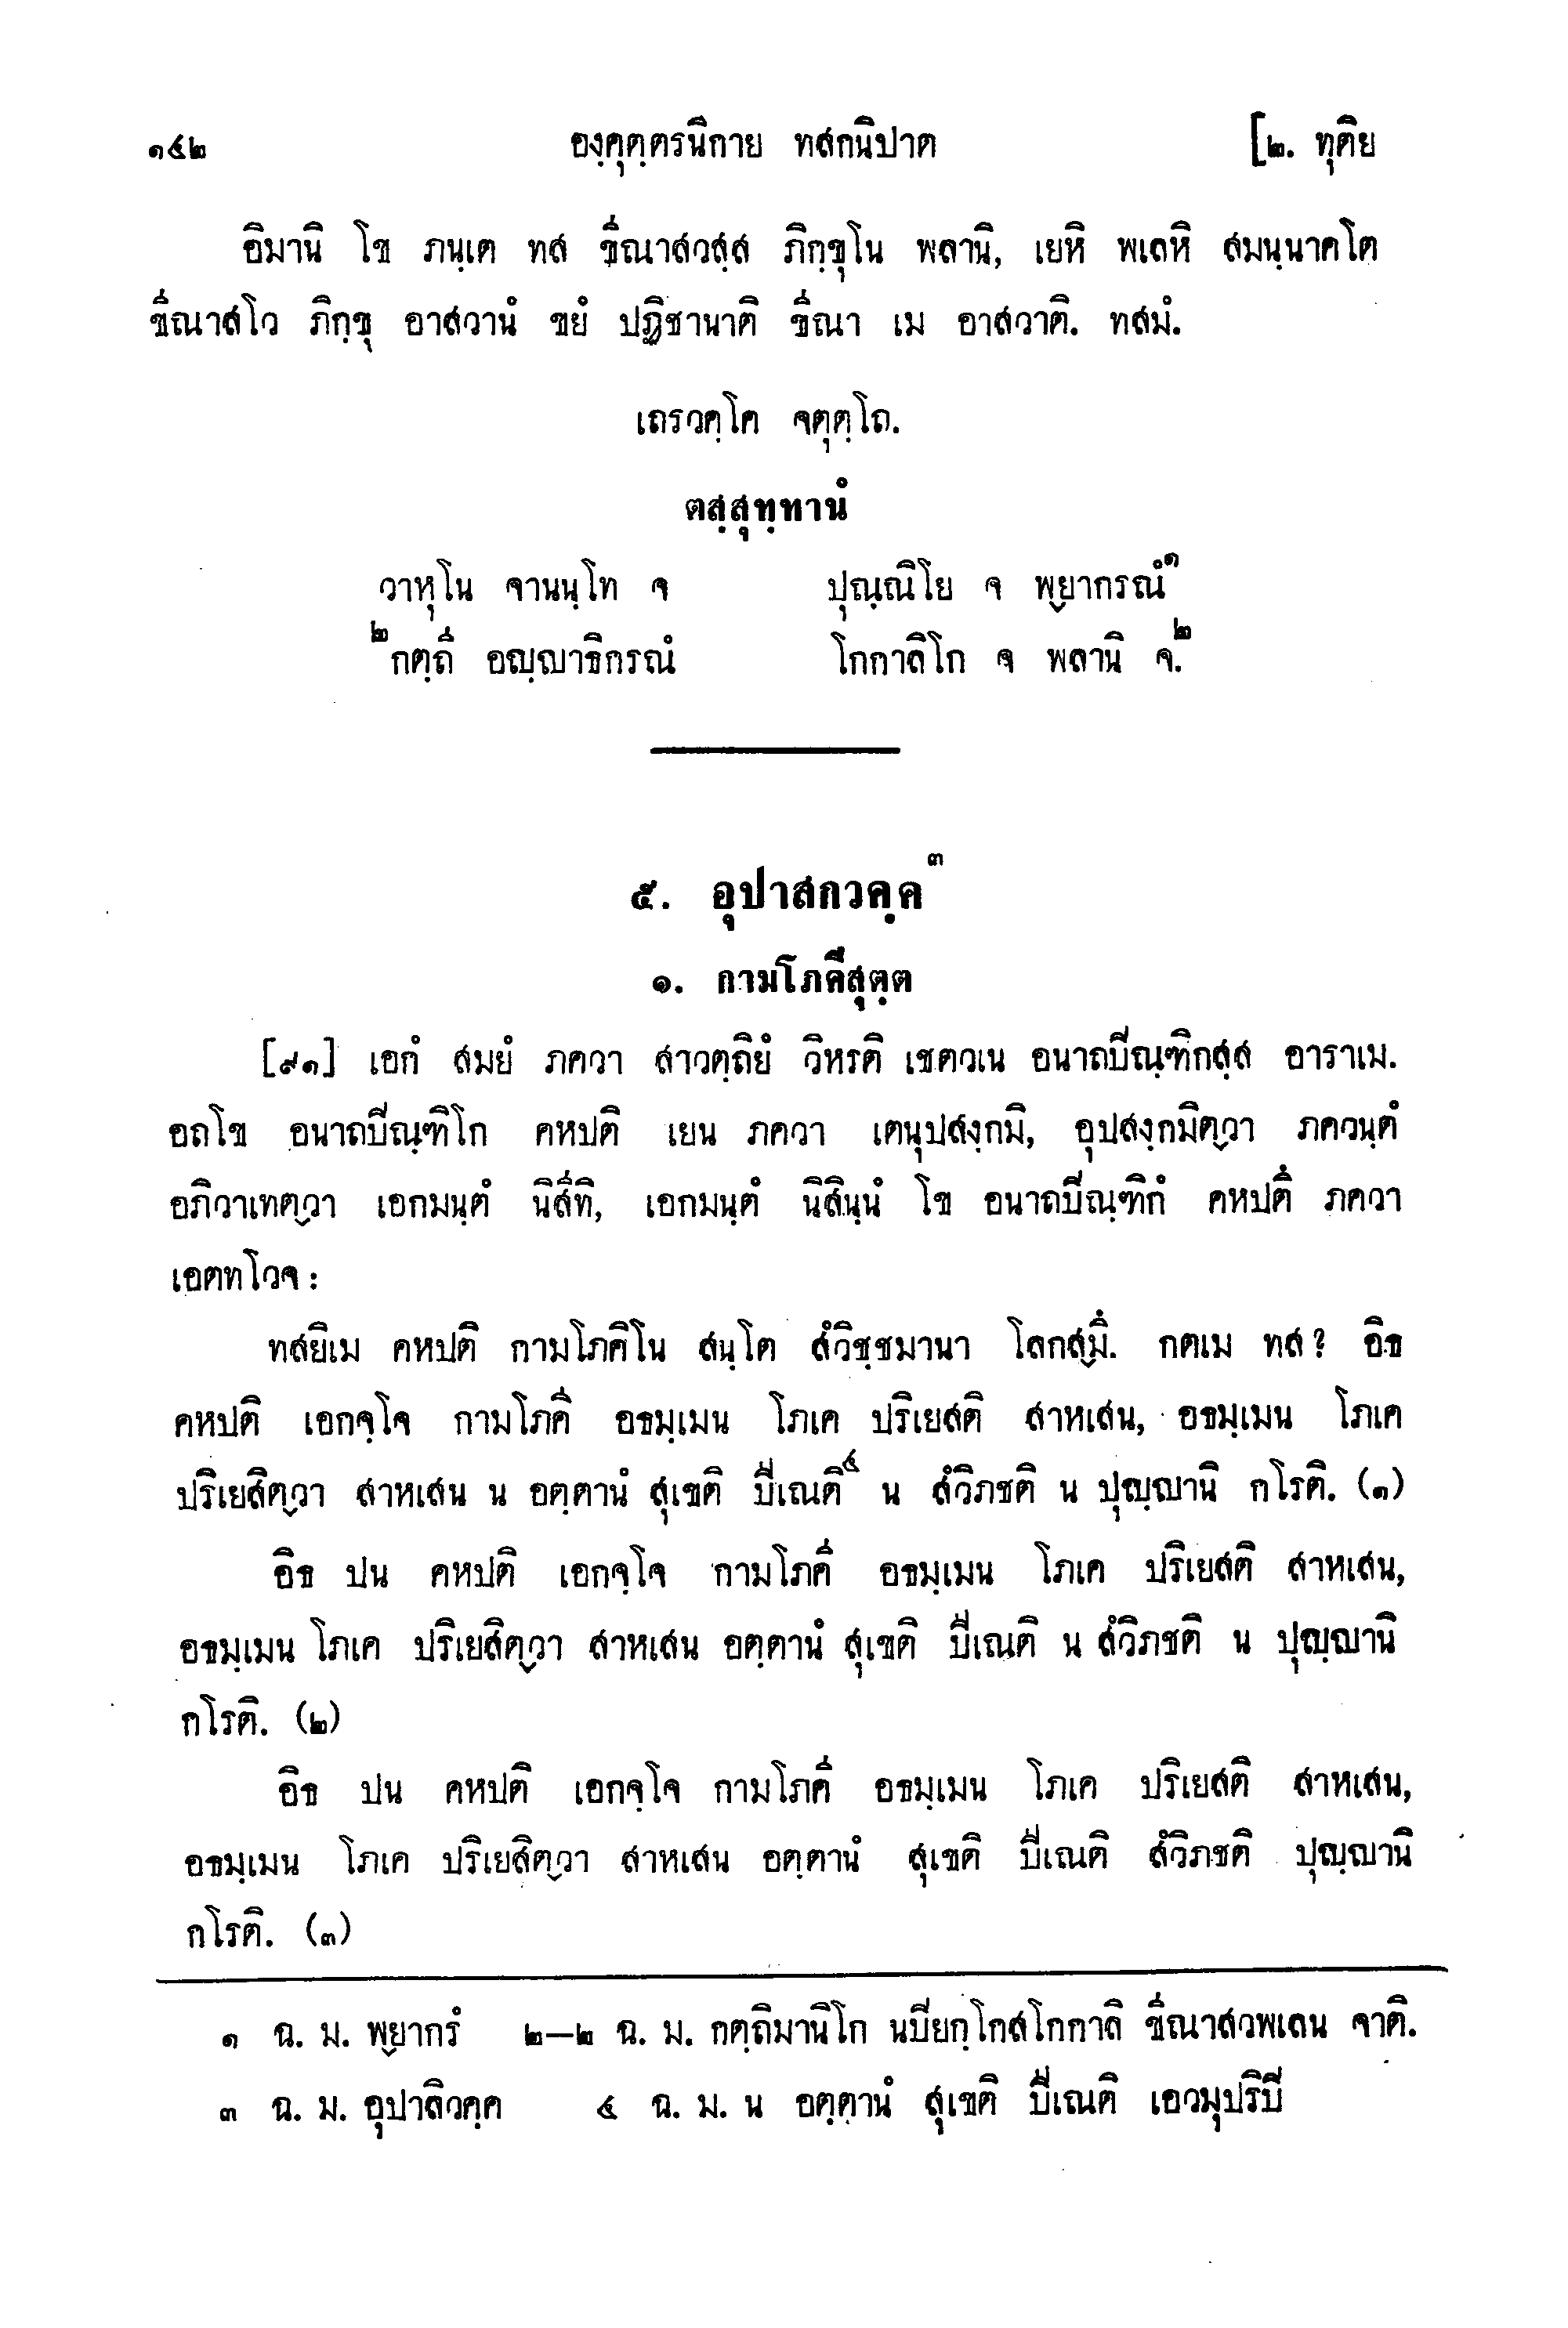 ๑๔๒ องฺคุตฺตรนิกาย ทสกนิปาต [๒. ทุติย
อิมานิ โข ภนฺเต ทส ขีณาสวสฺส ภิกฺขุโน พลานิ, เยหิ พเลหิ สมนฺนาคโต
ขีณาสโว ภิกฺขุ อาสวานํ ขยํ ปฏิชานาติ ขีณา เม อาสวาติ. ทสมํ.
เถรวคฺโค จตุตฺโถ.
ตสฺสุทฺทานํ
วาหุโน จานนฺโท จ ปุณฺณิโย จ พฺยากรณํ๑
๒กตฺถี อญฺญาธิกรณํ โกกาลิโก จ พลานิ จ.๒
๕. อุปาสกวคฺค๓
๑. กามโภคีสุตฺต
[๙๑] เอกํ สมยํ ภควา สาวตฺถิยํ วิหรติ เชตวเน อนาถปิณฺฑิกสฺส อาราเม.
อถโข อนาถปิณฺฑิโก คหปติ เยน ภควา เตนุปสงฺกมิ, อุปสงฺกมิตฺวา ภควนฺตํ
อภิวาเทตฺวา เอกมนฺตํ นิสีทิ, เอกมนฺตํ นิสินฺนํ โข อนาถปิณฺฑิกํ คหปตึ ภควา
เอตทโวจ:
ทสยิเม คหปติ กามโภคิโน สนฺโต สํวิชฺชมานา โลกสฺมึ. กตเม ทส? อิธ
คหปติ เอกจฺโจ กามโภคี อธมฺเมน โภเค ปริเยสติ สาหเสน, อธมฺเมน โภเค
ปริเยสิตฺวา สาหเสน น อตฺตานํ สุเขติ ปีเณติ๔ น สํวิภชติ น ปุญฺญานิ กโรติ. (๑)
อิธ ปน คหปติ เอกจฺโจ กามโภคี อธมฺเมน โภเค ปริเยสติ สาหเสน,
อธมฺเมน โภเค ปริเยสิตฺวา สาหเสน อตฺตานํ สุเขติ ปีเณติ น สํวิภชติ น ปุญฺญานิ
กโรติ. (๒)
อิธ ปน คหปติ เอกจฺโจ กามโภคี อธมฺเมน โภเค ปริเยสติ สาหเสน,
อธมฺเมน โภเค ปริเยสิตฺวา สาหเสน อตฺตานํ สุเขติ ปีเณติ สํวิภชติ ปุญฺญานิ
กโรติ. (๓)
๑ ฉ. ม. พฺยากรํ ๒–๒ ฉ. ม. กตฺถิมานิโก นปิยกฺโกสโกกาลิ ขีณาสวพเลน จาติ.
๓ ฉ. ม. อุปาลิวคฺค ๔ ฉ. ม. น อตฺตานํ สุเขติ ปีเณติ เอวมุปริปิ